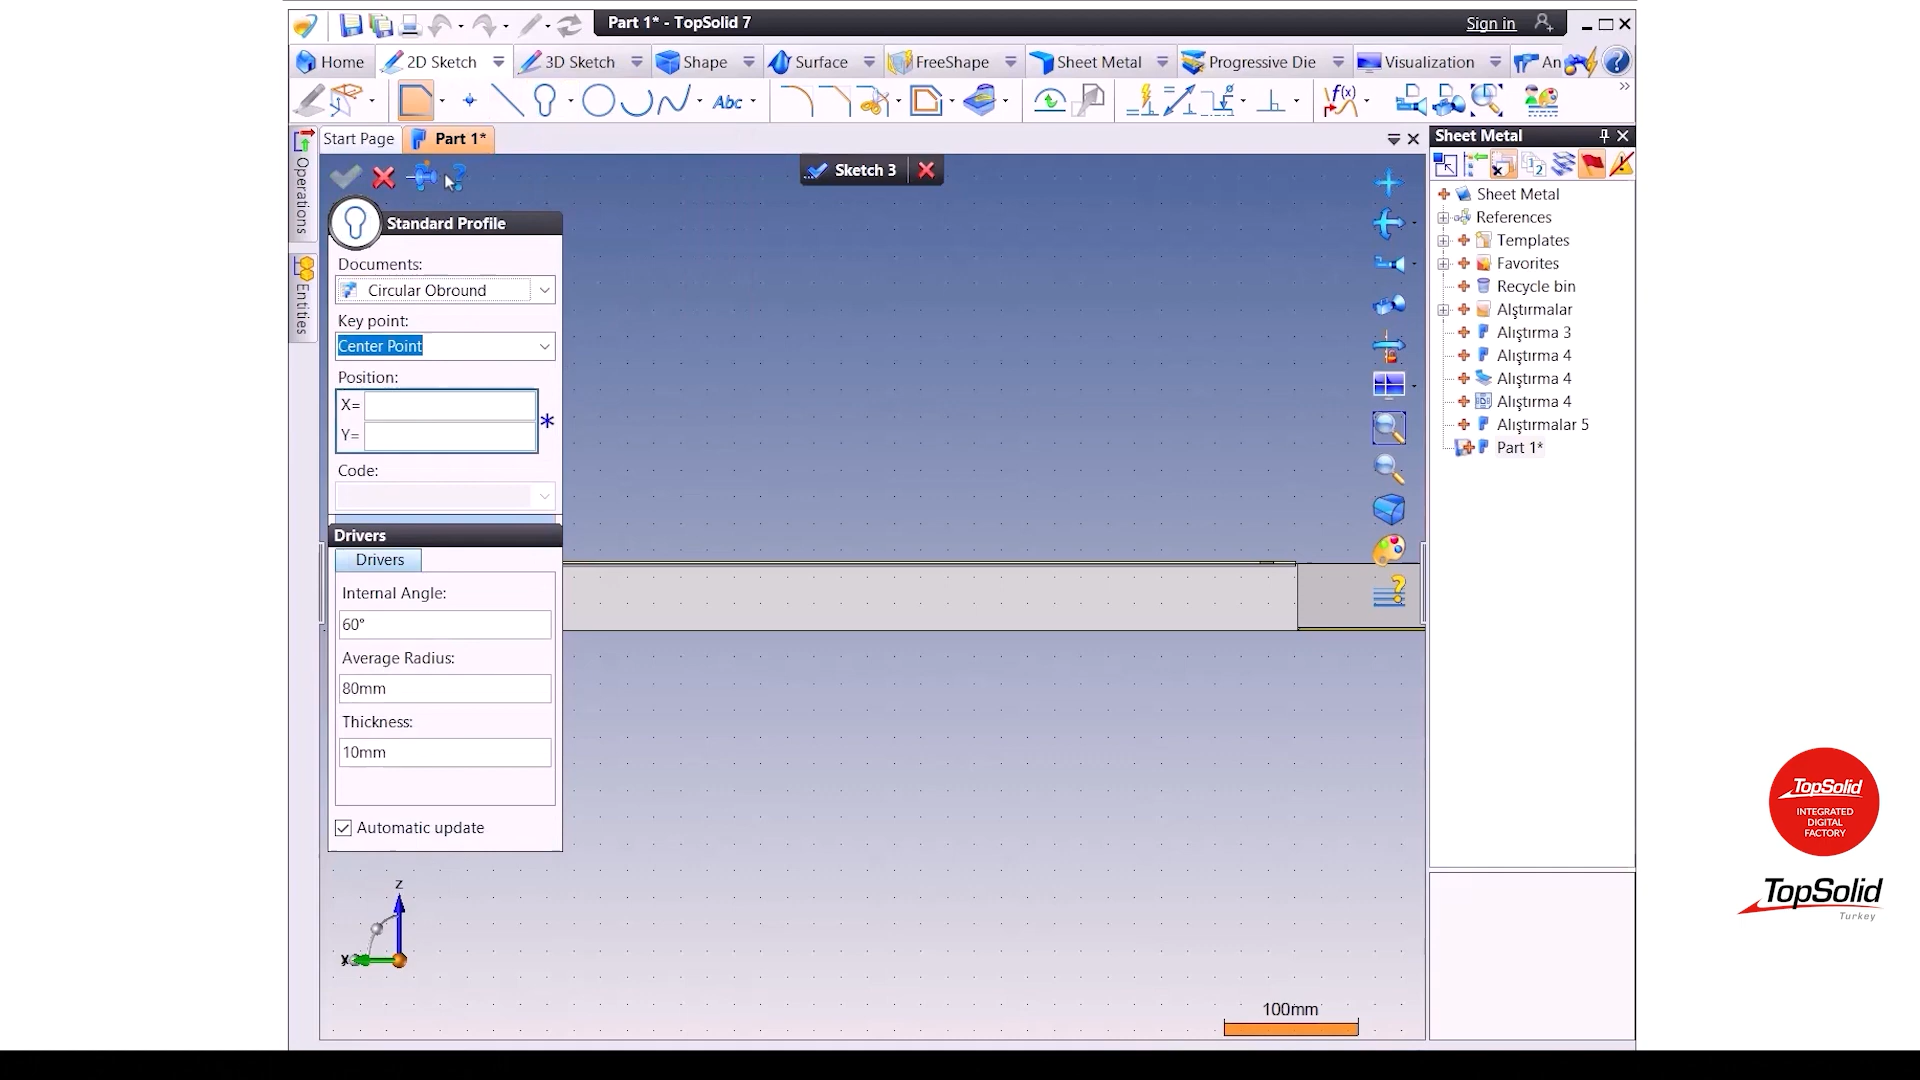 Part 1* - TopSolid 7
Sign in
Home
2D Sketch
3D Sketch
Shape
Surface
FreeShape
Sheet Metal
Progressive Die
Visualization
An
Abc
f(x)
Start Page
Part 1*
Sheet Metal
Operations
Entities
Sketch 3
Standard Profile
Documents:
Circular Obround
Key point:
Center Point
Position:
X=
Y=
Code:
Drivers
Drivers
Internal Angle:
60°
Average Radius:
80mm
Thickness:
10mm
Automatic update
Z
X
100mm
Sheet Metal
References
Templates
Favorites
Recycle bin
Alştırmalar
Alıştırma 3
Alıştırma 4
Alıştırma 4
Alıştırma 4
Alıştırmalar 5
Part 1*
TopSolid
INTEGRATED
DIGITAL
FACTORY
TopSolid
Turkey